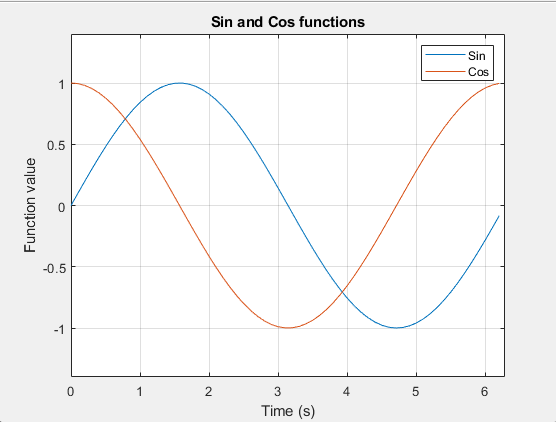 Sin and Cos functions
Sin
Cos
Function value
1
0.5
0
-0.5
-1
0 1 2 3 4 5 6
Time (s)